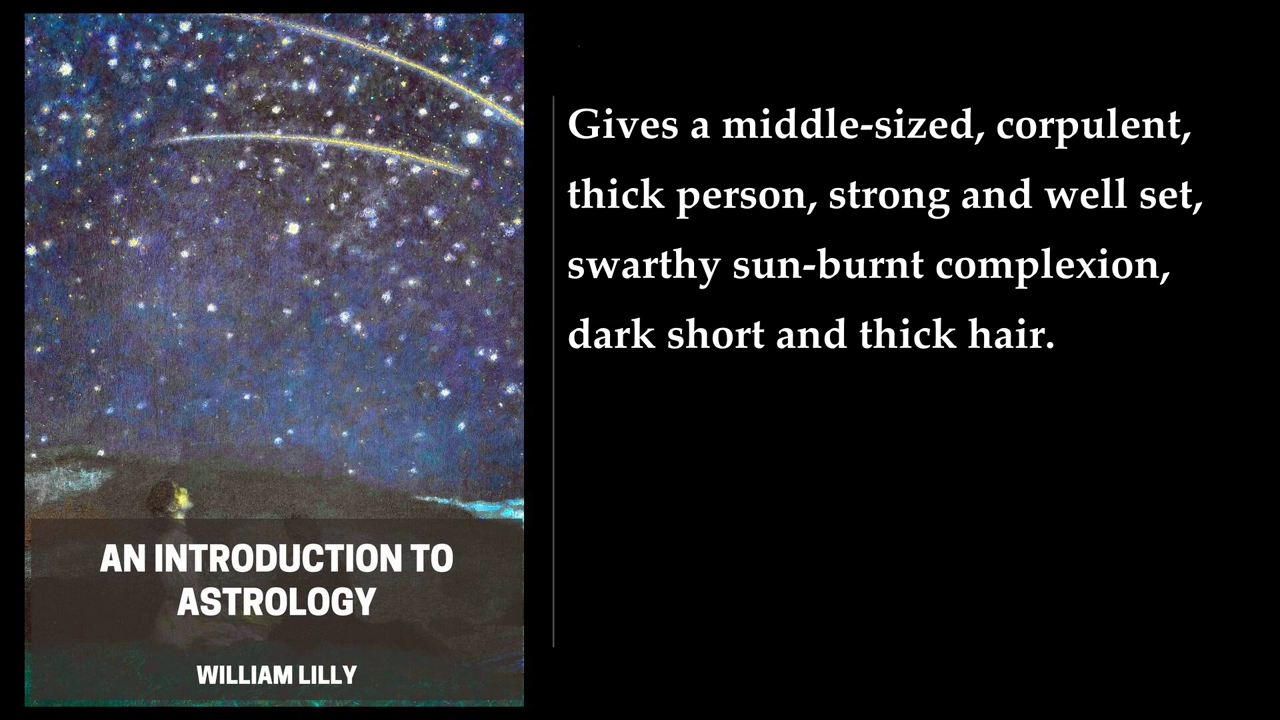 Gives a middle-sized, corpulent,
thick person, strong and well set,
swarthy sun-burnt complexion,
dark short and thick hair.
AN INTRODUCTION TO
ASTROLOGY
WILLIAM LILLY